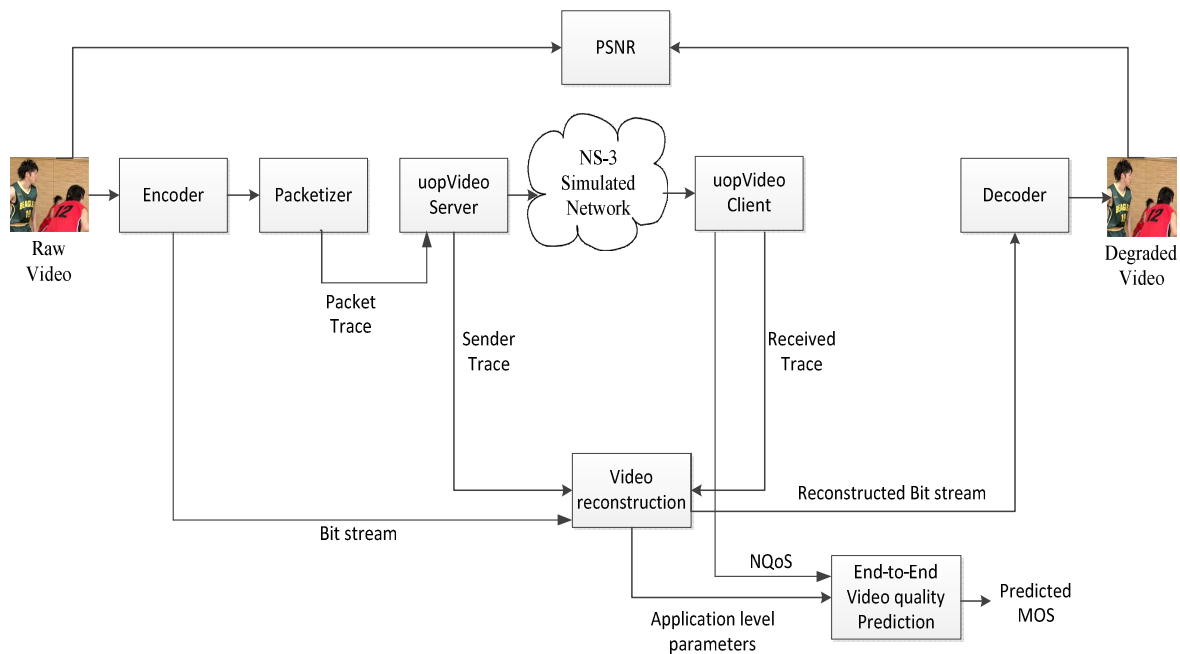 PSNR
Encoder
Packetizer
uopVideo
Server
NS-3
Simulated
Network
uopVideo
Client
Decoder
Raw
Video
Degraded
Video
Packet
Trace
Sender
Trace
Received
Trace
Video
reconstruction
Reconstructed Bit stream
Bit stream
NQoS
End-to-End
Video quality
Prediction
Predicted
MOS
Application level
parameters
12
12